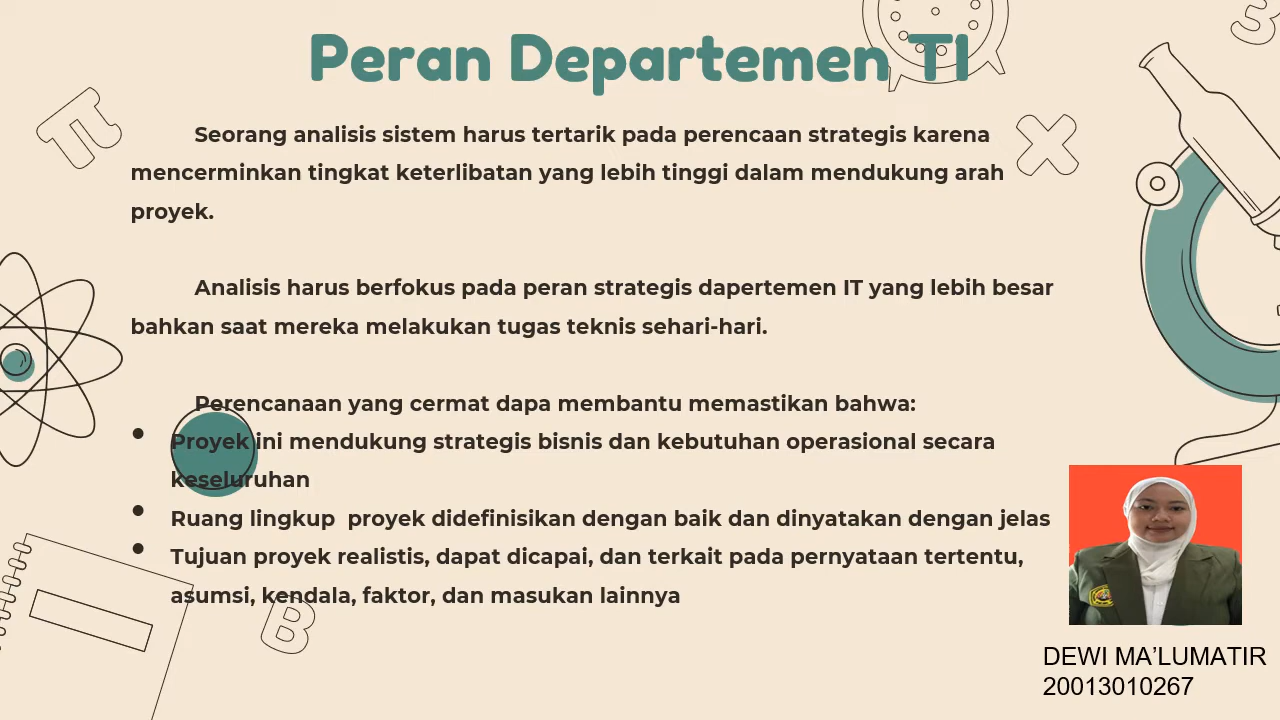 Peran Departemen TI
Seorang analisis sistem harus tertarik pada perencaan strategis karena
mencerminkan tingkat keterlibatan yang lebih tinggi dalam mendukung arah
proyek.
Analisis harus berfokus pada peran strategis dapertemen IT yang lebih besar
bahkan saat mereka melakukan tugas teknis sehari-hari.
Perencanaan yang cermat dapa membantu memastikan bahwa:
• Proyek ini mendukung strategis bisnis dan kebutuhan operasional secara
keseluruhan
• Ruang lingkup proyek didefinisikan dengan baik dan dinyatakan dengan jelas
• Tujuan proyek realistis, dapat dicapai, dan terkait pada pernyataan tertentu,
asumsi, kendala, faktor, dan masukan lainnya
π
3
B
DEWI MA’LUMATIR
20013010267